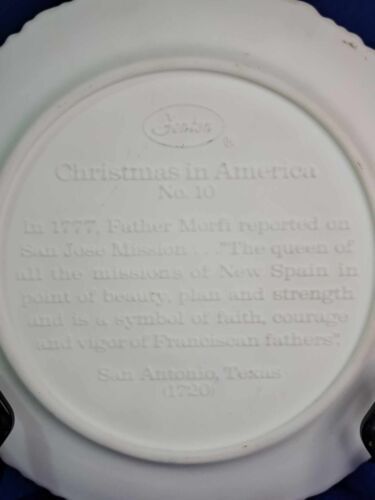 Fenton ®
Christmas in America
No. 10
In 1777, Father Morfi reported on
San Jose Mission . . . "The queen of
all the missions of New Spain in
point of beauty, plan and strength
and is a symbol of faith, courage
and vigor of Franciscan fathers".
San Antonio, Texas
(1720)